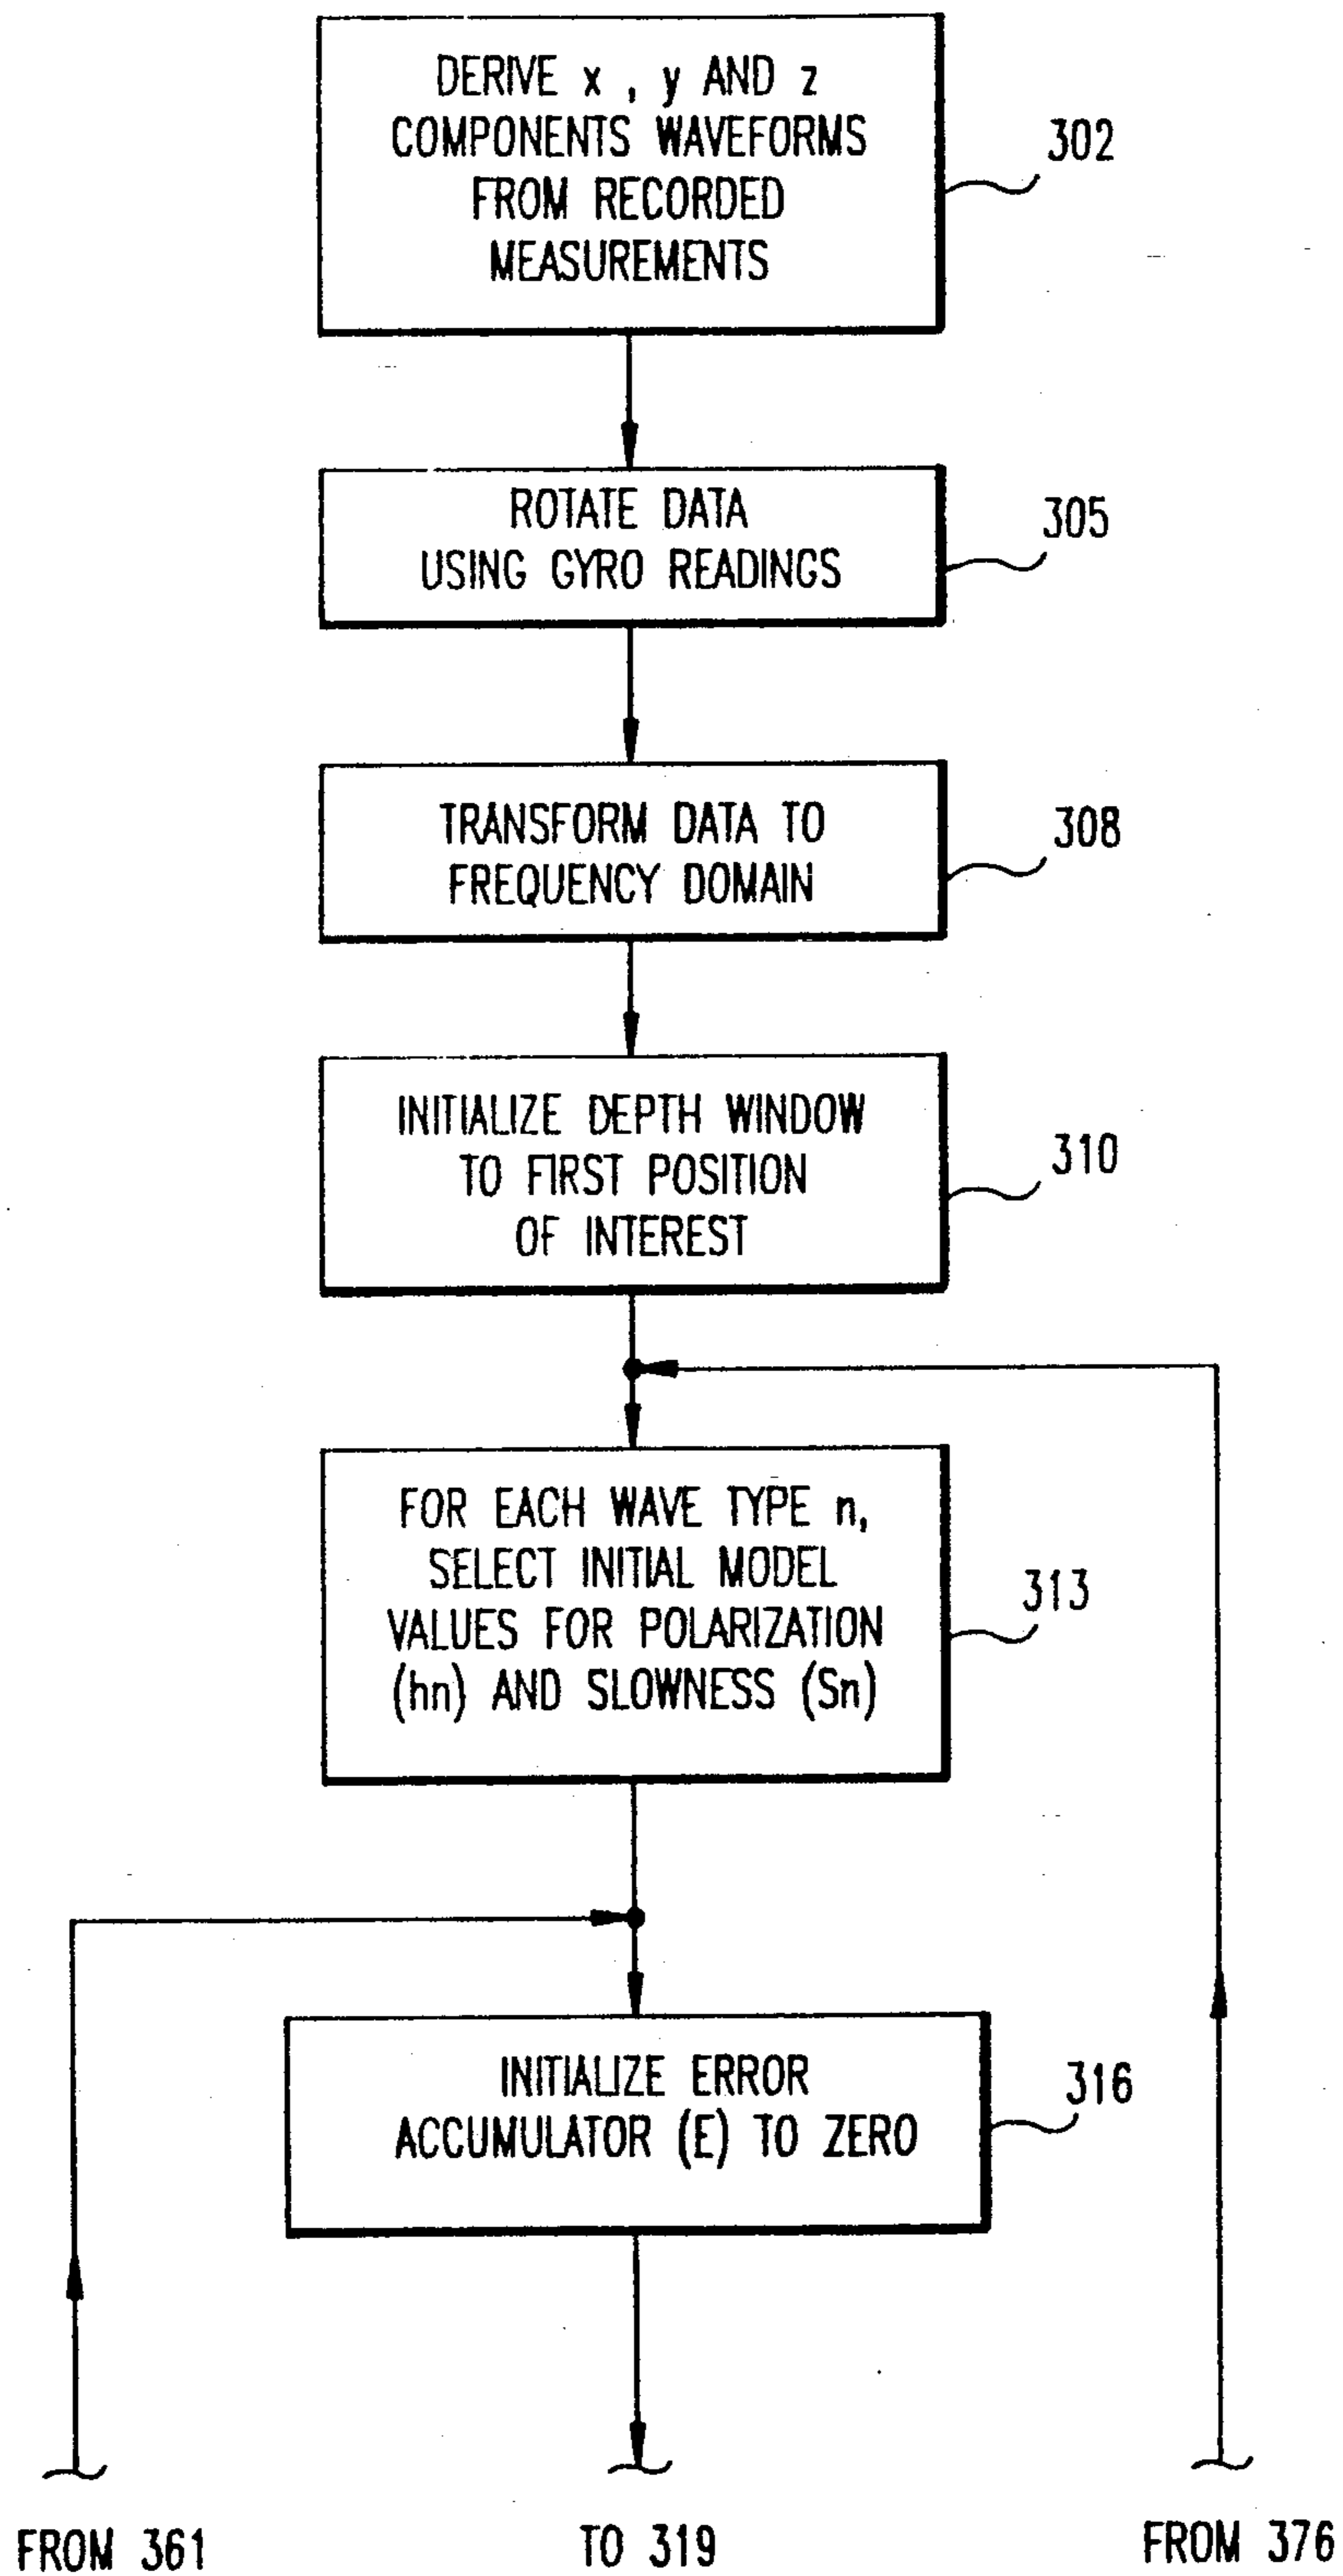 DERIVE x , y AND z
COMPONENTS WAVEFORMS
FROM RECORDED
MEASUREMENTS
302
ROTATE DATA
USING GYRO READINGS
305
TRANSFORM DATA TO
FREQUENCY DOMAIN
308
INITIALIZE DEPTH WINDOW
TO FIRST POSITION
OF INTEREST
310
FOR EACH WAVE TYPE n,
SELECT INITIAL MODEL
VALUES FOR POLARIZATION
(hn) AND SLOWNESS (Sn)
313
INITIALIZE ERROR
ACCUMULATOR (E) TO ZERO
316
FROM 361
TO 319
FROM 376